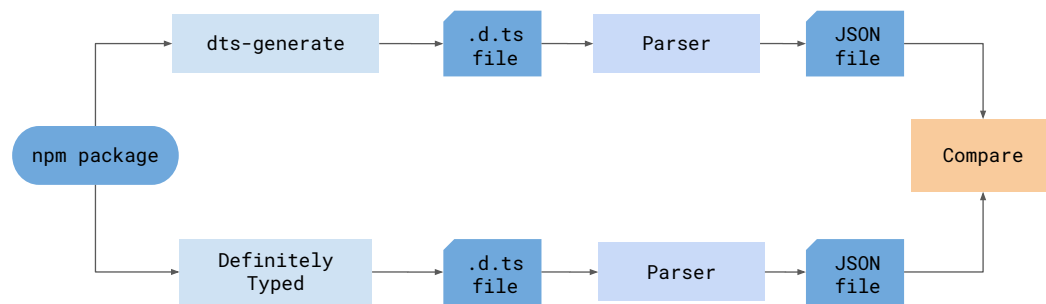 dts-generate
.d.ts
file
Parser
JSON
file
npm package
Compare
Definitely
Typed
.d.ts
file
Parser
JSON
file